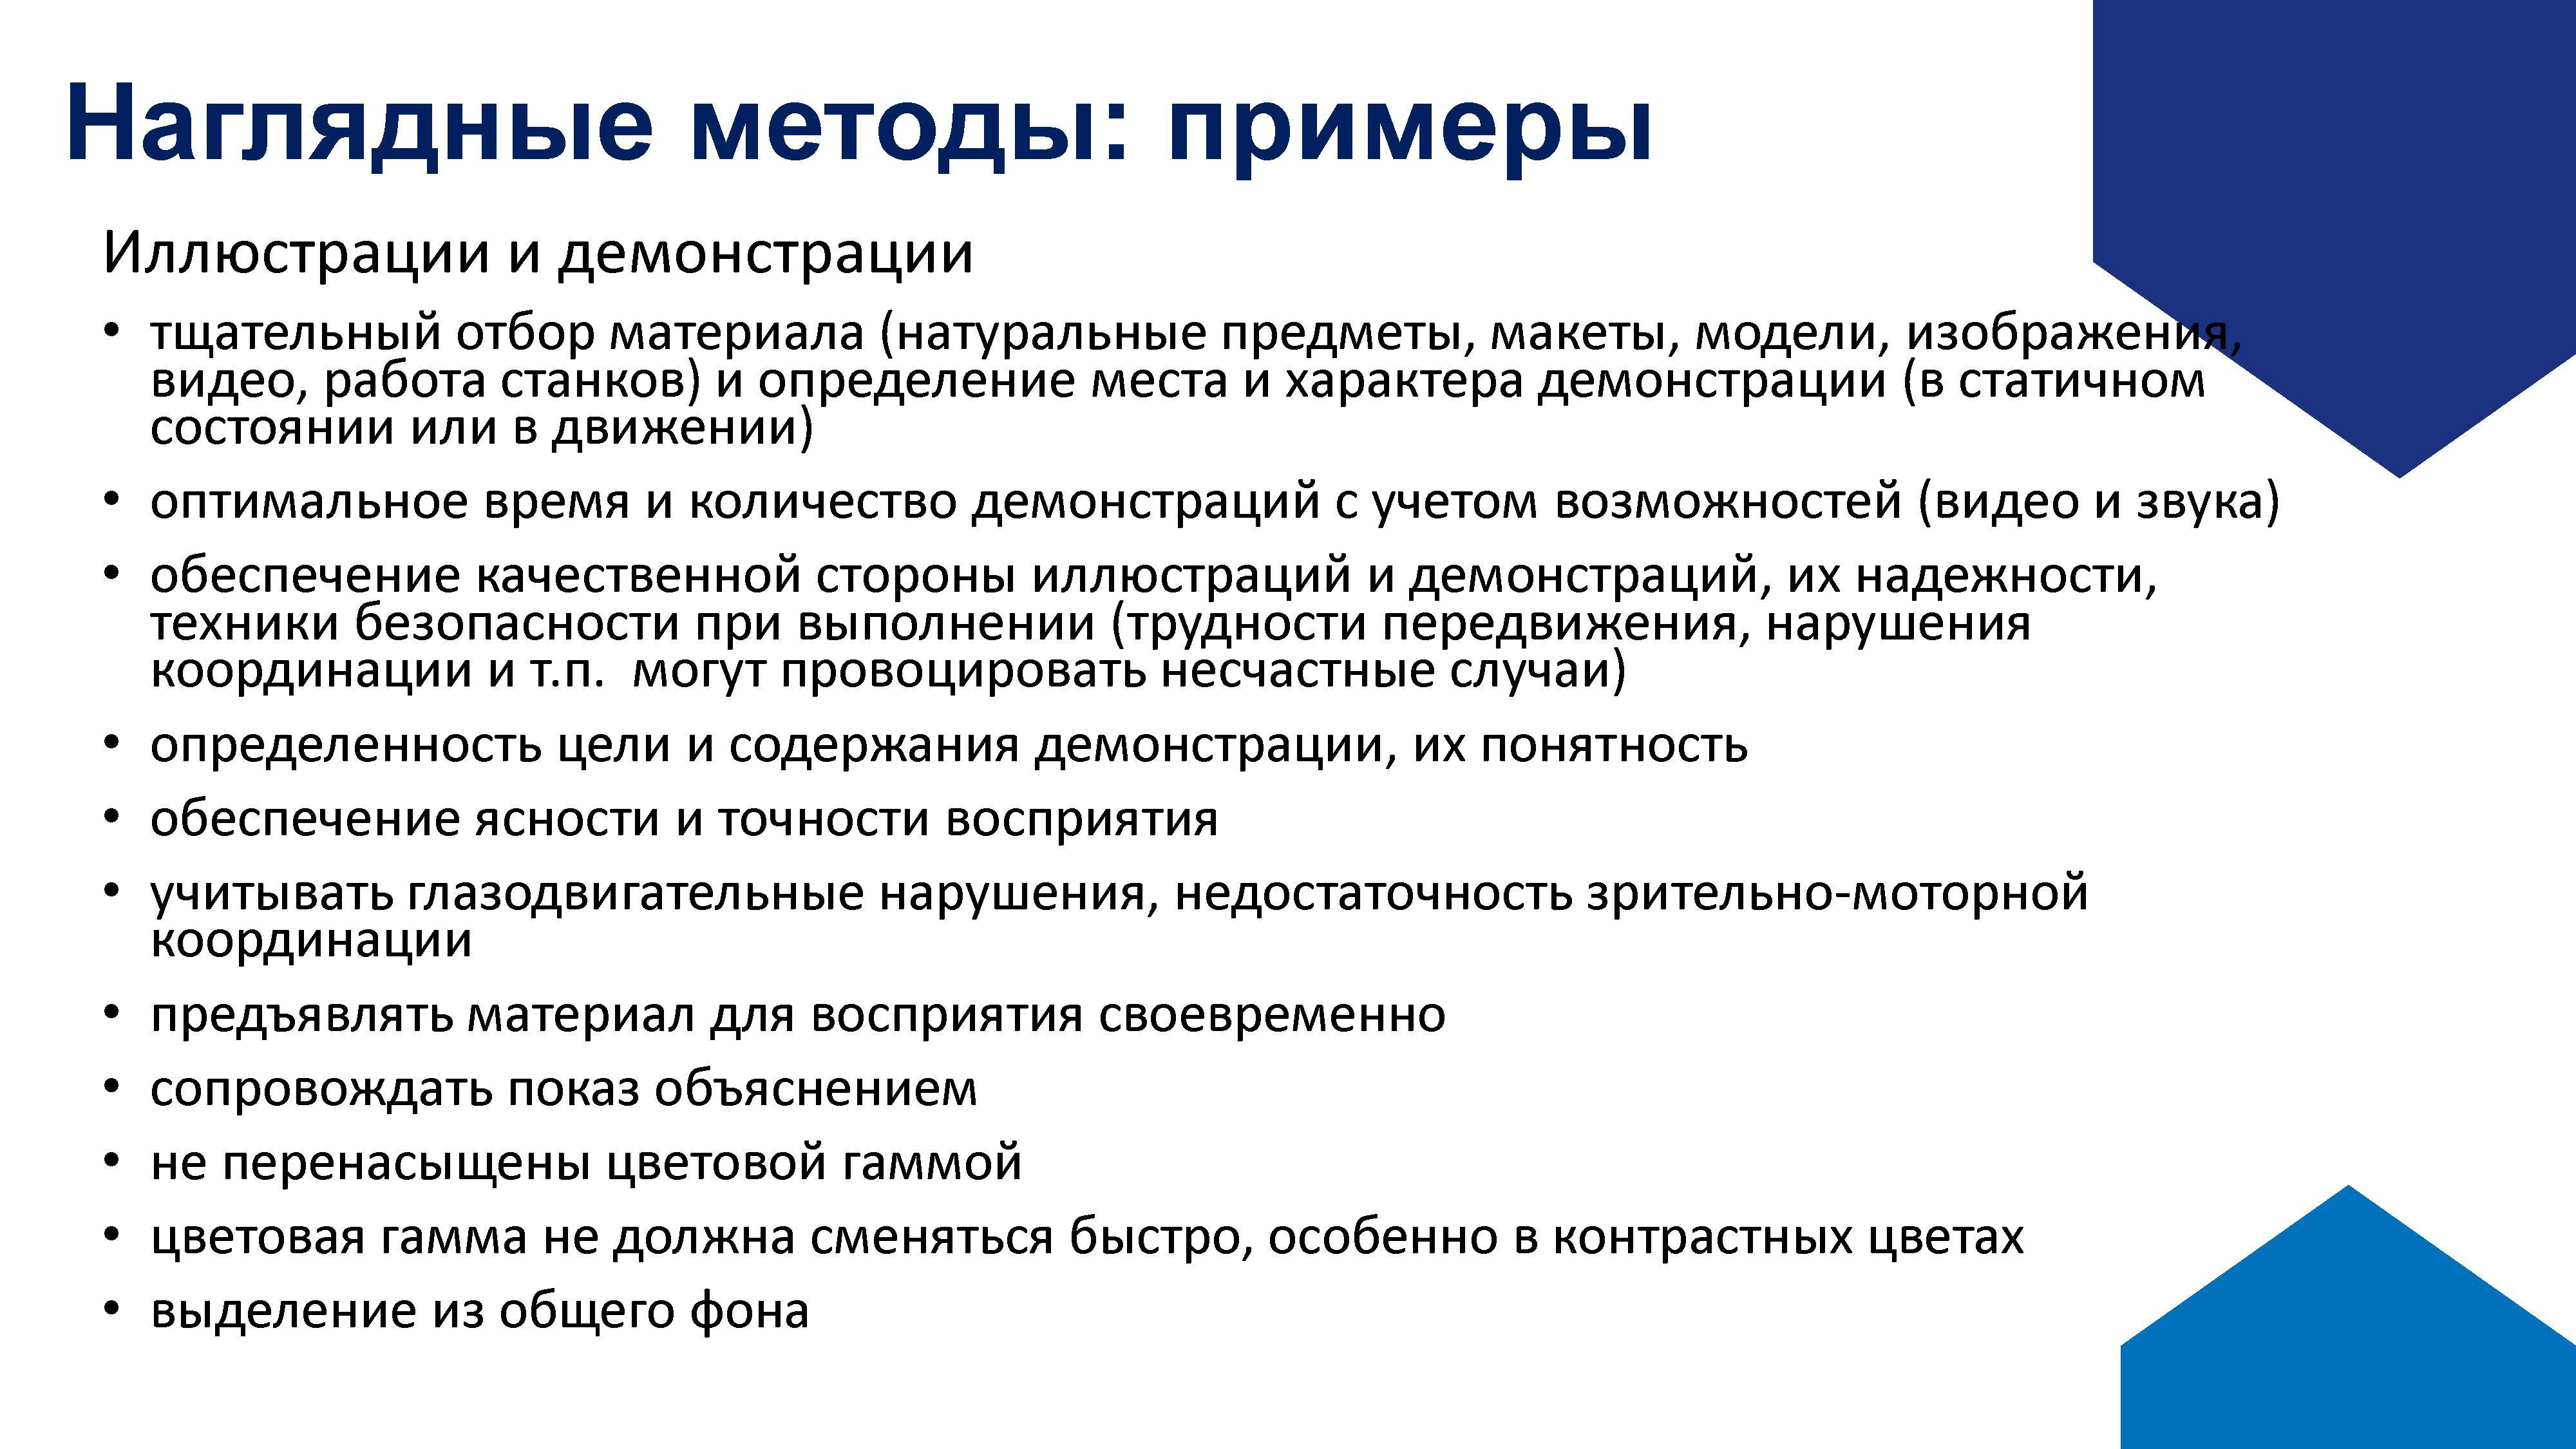 Наглядные методы: примеры
Иллюстрации и демонстрации
• тщательный отбор материала (натуральные предметы, макеты, модели, изображения,
видео, работа станков) и определение места и характера демонстрации (в статичном
состоянии или в движении)
• оптимальное время и количество демонстраций с учетом возможностей (видео и звука)
• обеспечение качественной стороны иллюстраций и демонстраций, их надежности,
техники безопасности при выполнении (трудности передвижения, нарушения
координации и т.п.  могут провоцировать несчастные случаи)
• определенность цели и содержания демонстрации, их понятность
• обеспечение ясности и точности восприятия
• учитывать глазодвигательные нарушения, недостаточность зрительно-моторной
координации
• предъявлять материал для восприятия своевременно
• сопровождать показ объяснением
• не перенасыщены цветовой гаммой
• цветовая гамма не должна сменяться быстро, особенно в контрастных цветах
• выделение из общего фона